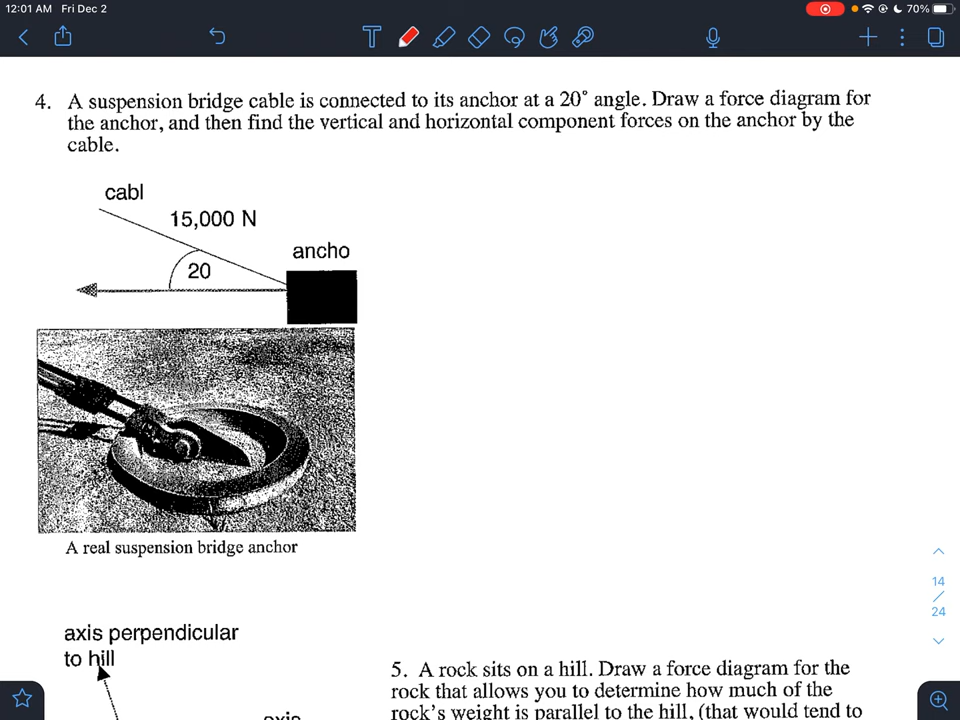 12:01 AM Fri Dec 2
70%
4. A suspension bridge cable is connected to its anchor at a 20° angle. Draw a force diagram for
the anchor, and then find the vertical and horizontal component forces on the anchor by the
cable.
cabl
15,000 N
ancho
20
A real suspension bridge anchor
14
/
24
axis perpendicular
to hill
5. A rock sits on a hill. Draw a force diagram for the
rock that allows you to determine how much of the
rock's weight is parallel to the hill, (that would tend to
axis